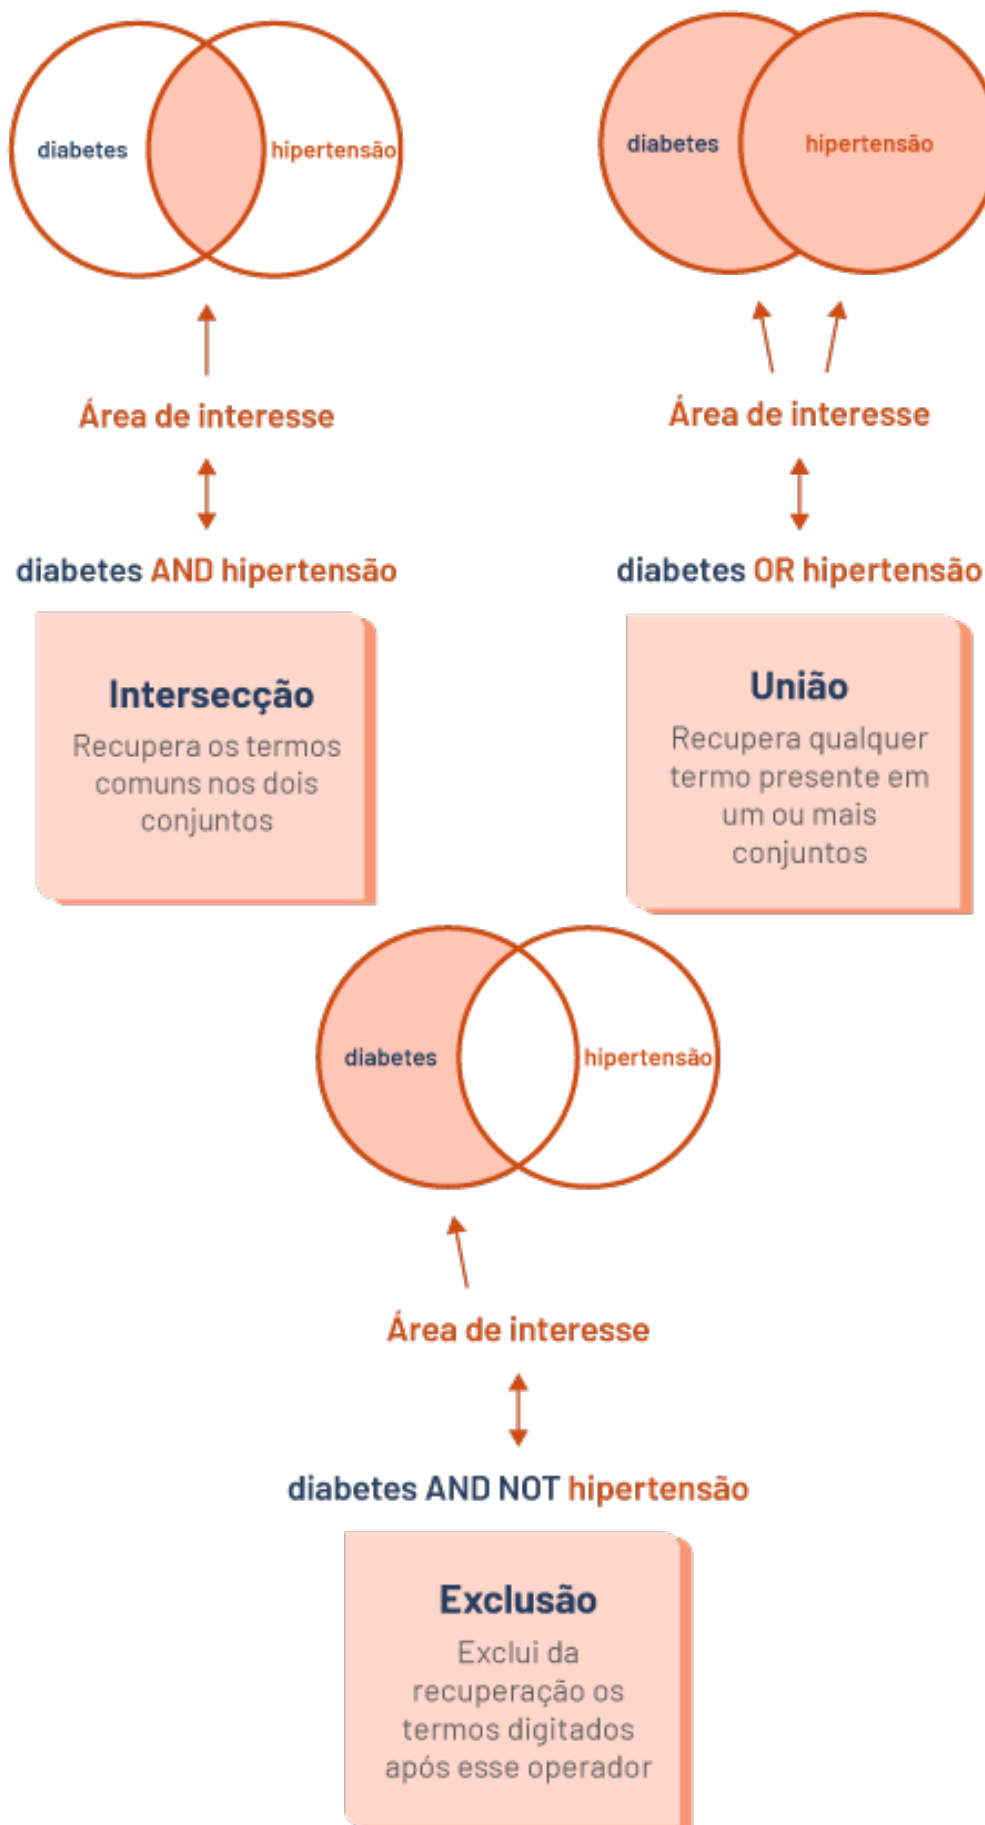 diabetes
hipertensão
Área de interesse
diabetes AND hipertensão
Intersecção
Recupera os termos
comuns nos dois
conjuntos
diabetes
hipertensão
Área de interesse
diabetes OR hipertensão
União
Recupera qualquer
termo presente em
um ou mais
conjuntos
diabetes
hipertensão
Área de interesse
diabetes AND NOT hipertensão
Exclusão
Exclui da
recuperação os
termos digitados
após esse operador